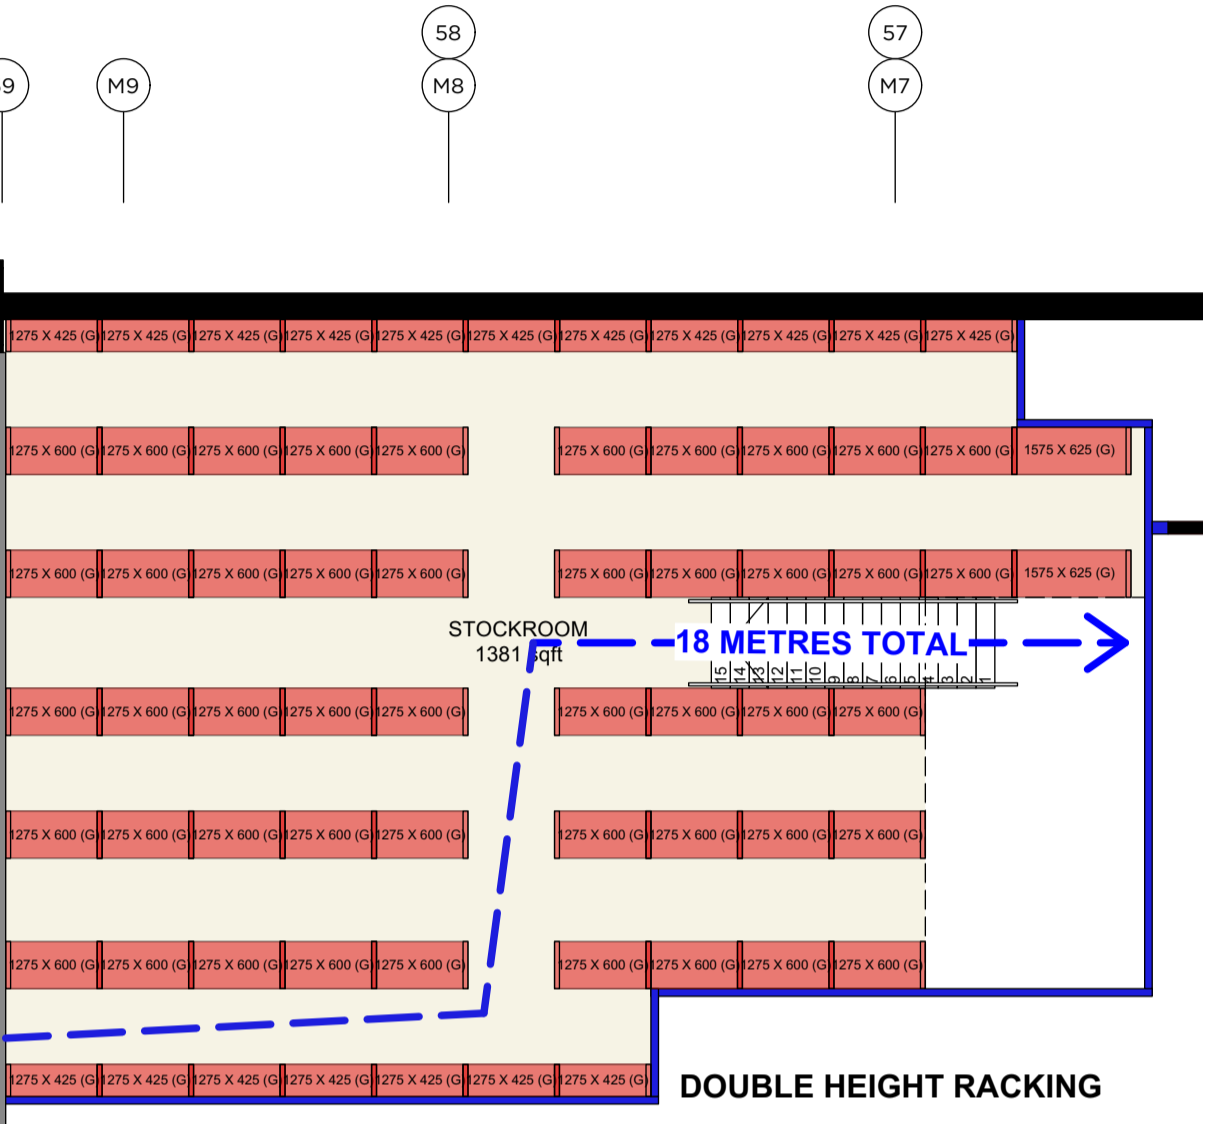 58 57
9 M9 M8 M7
1275 X 425 (G) 1275 X 425 (G) 1275 X 425 (G) 1275 X 425 (G) 1275 X 425 (G) 1275 X 425 (G) 1275 X 425 (G) 1275 X 425 (G) 1275 X 425 (G) 1275 X 425 (G) 1275 X 425 (G)
1275 X 600 (G) 1275 X 600 (G) 1275 X 600 (G) 1275 X 600 (G) 1275 X 600 (G) 1275 X 600 (G) 1275 X 600 (G) 1275 X 600 (G) 1275 X 600 (G) 1275 X 600 (G) 1575 X 625 (G)
1275 X 600 (G) 1275 X 600 (G) 1275 X 600 (G) 1275 X 600 (G) 1275 X 600 (G) 1275 X 600 (G) 1275 X 600 (G) 1275 X 600 (G) 1275 X 600 (G) 1275 X 600 (G) 1575 X 625 (G)
STOCKROOM
1381 sqft
18 METRES TOTAL
15 14 13 12 11 10 9 8 7 6 5 4 3 2 1
1275 X 600 (G) 1275 X 600 (G) 1275 X 600 (G) 1275 X 600 (G) 1275 X 600 (G) 1275 X 600 (G) 1275 X 600 (G) 1275 X 600 (G) 1275 X 600 (G)
1275 X 600 (G) 1275 X 600 (G) 1275 X 600 (G) 1275 X 600 (G) 1275 X 600 (G) 1275 X 600 (G) 1275 X 600 (G) 1275 X 600 (G) 1275 X 600 (G)
1275 X 600 (G) 1275 X 600 (G) 1275 X 600 (G) 1275 X 600 (G) 1275 X 600 (G) 1275 X 600 (G) 1275 X 600 (G) 1275 X 600 (G) 1275 X 600 (G)
1275 X 425 (G) 1275 X 425 (G) 1275 X 425 (G) 1275 X 425 (G) 1275 X 425 (G) 1275 X 425 (G) 1275 X 425 (G)
DOUBLE HEIGHT RACKING